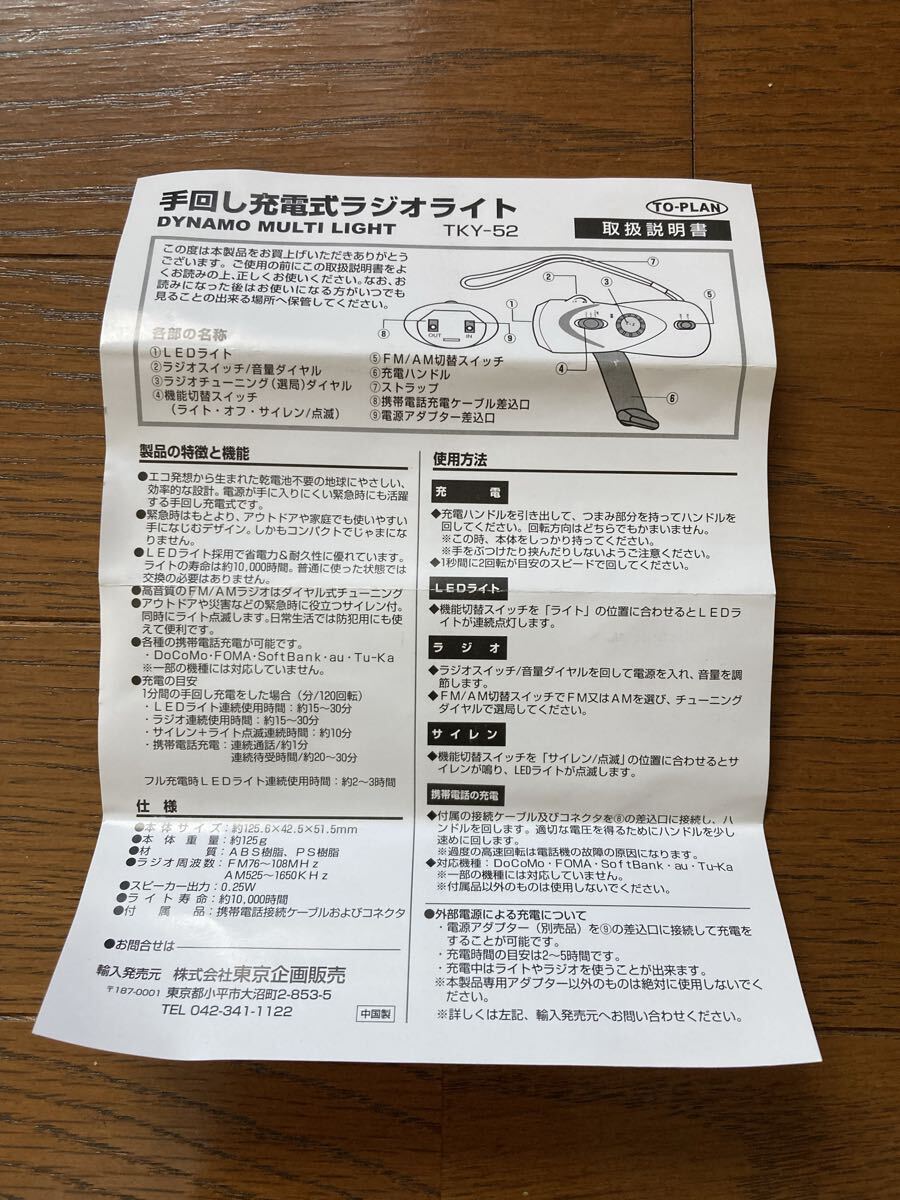 手回し充電式ラジオライト
DYNAMO MULTI LIGHT TKY-52
TO-PLAN
取扱説明書
この度は本製品をお買上げいただきありがとう
ございます。ご使用の前にこの取扱説明書をよ
くお読みの上、正しくお使いください。なお、お
読みになった後はお使いになる方がいつでも
見ることの出来る場所へ保管してください。
⑧ OUT IN ⑨
① ② ③ ④ ⑤ ⑥ ⑦
各部の名称
①LEDライト
②ラジオスイッチ/音量ダイヤル
③ラジオチューニング(選局)ダイヤル
④機能切替スイッチ
(ライト・オフ・サイレン/点滅)
⑤FM/AM切替スイッチ
⑥充電ハンドル
⑦ストラップ
⑧携帯電話充電ケーブル差込口
⑨電源アダプター差込口
製品の特徴と機能
●エコ発想から生まれた乾電池不要の地球にやさしい、
効率的な設計。電源が手に入りにくい緊急時にも活躍
する手回し充電式です。
●緊急時はもとより、アウトドアや家庭でも使いやすい
手になじむデザイン。しかもコンパクトでじゃまにな
りません。
●LEDライト採用で省電力&耐久性に優れています。
ライトの寿命は約10,000時間。普通に使った状態では
交換の必要はありません。
●高音質のFM/AMラジオはダイヤル式チューニング
●アウトドアや災害などの緊急時に役立つサイレン付。
同時にライト点滅します。日常生活では防犯用にも使
えて便利です。
●各種の携帯電話充電が可能です。
・DoCoMo・FOMA・SoftBank・au・Tu-Ka
※一部の機種には対応していません。
●充電の目安
1分間の手回し充電をした場合(分/120回転)
・LEDライト連続使用時間：約15〜30分
・ラジオ連続使用時間：約15〜30分
・サイレン+ライト点滅連続時間：約10分
・携帯電話充電：連続通話/約1分
連続待受時間/約20〜30分
フル充電時LEDライト連続使用時間：約2〜3時間
仕 様
●本体サイズ：約125.6×42.5×51.5mm
●本体重量：約125g
●材質：ABS樹脂、PS樹脂
●ラジオ周波数：FM76〜108MHz
AM525〜1650KHz
●スピーカー出力：0.25W
●ライト寿命：約10,000時間
●付属品：携帯電話接続ケーブルおよびコネクタ
●お問合せは
輸入発売元 株式会社東京企画販売
〒187-0001 東京都小平市大沼町2-853-5
TEL 042-341-1122
中国製
使用方法
充 電
◆充電ハンドルを引き出して、つまみ部分を持ってハンドルを
回してください。回転方向はどちらでもかまいません。
※この時、本体をしっかり持ってください。
※手をぶつけたり挟んだりしないようご注意ください。
◆1秒間に2回転が目安のスピードで回してください。
LEDライト
◆機能切替スイッチを「ライト」の位置に合わせるとLEDラ
イトが連続点灯します。
ラ ジ オ
◆ラジオスイッチ/音量ダイヤルを回して電源を入れ、音量を調
節します。
◆FM/AM切替スイッチでFM又はAMを選び、チューニング
ダイヤルで選局してください。
サ イ レ ン
◆機能切替スイッチを「サイレン/点滅」の位置に合わせるとサ
イレンが鳴り、LEDライトが点滅します。
携帯電話の充電
◆付属の接続ケーブル及びコネクタを⑧の差込口に接続し、ハ
ンドルを回します。適切な電圧を得るためにハンドルを少し
速めに回します。
※過度の高速回転は電話機の故障の原因になります。
◆対応機種：DoCoMo・FOMA・SoftBank・au・Tu-Ka
※一部の機種には対応していません。
※付属品以外のものは使用しないでください。
●外部電源による充電について
・電源アダプター(別売品)を⑨の差込口に接続して充電を
することが可能です。
・充電時間の目安は2〜5時間です。
・充電中はライトやラジオを使うことが出来ます。
※本製品専用アダプター以外のものは絶対に使用しないでく
ださい。
※詳しくは左記、輸入発売元へお問い合わせください。